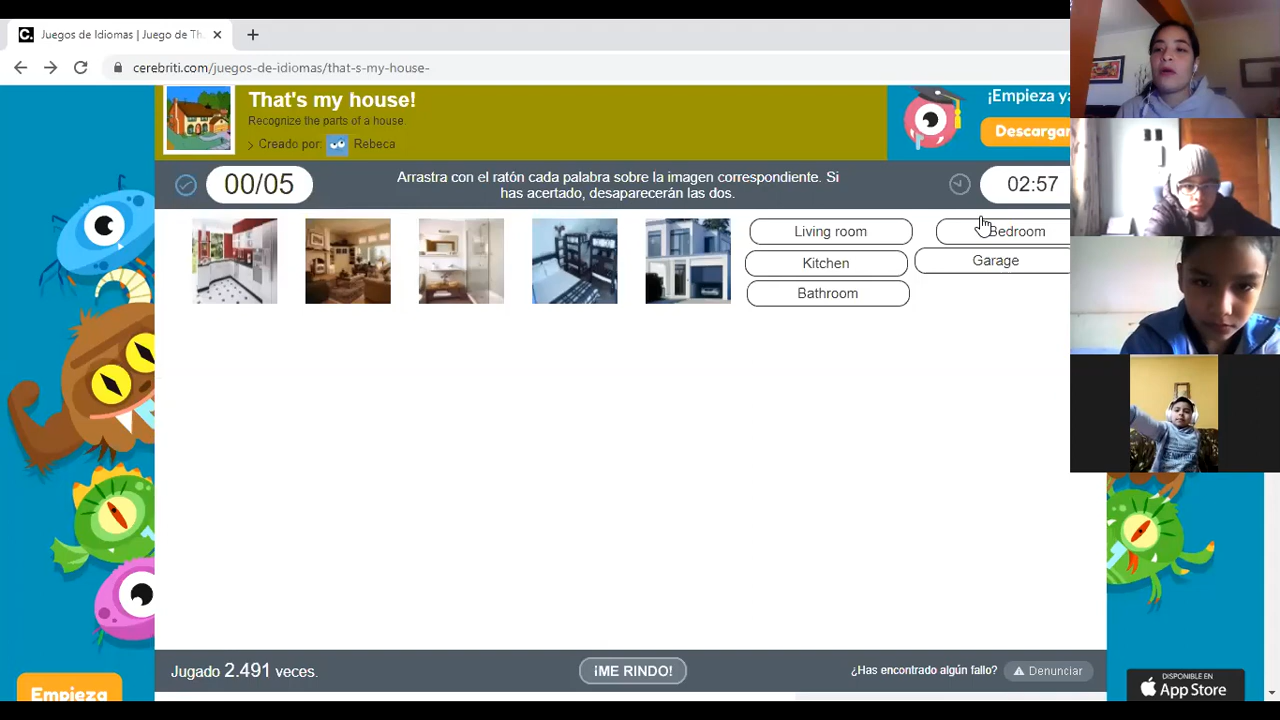 Juegos de Idiomas | Juego de Th
cerebriti.com/juegos-de-idiomas/that-s-my-house-
That's my house!
Recognize the parts of a house
Creado por: Rebeca
¡Empieza ya
Descargar
00/05
Arrastra con el ratón cada palabra sobre la imagen correspondiente. Si
has acertado, desaparecerán las dos.
02:57
Living room
Bedroom
Kitchen
Garage
Bathroom
Jugado 2.491 veces.
¡ME RINDO!
¿Has encontrado algún fallo?
Denunciar
Empieza
DISPONIBLE EN
App Store